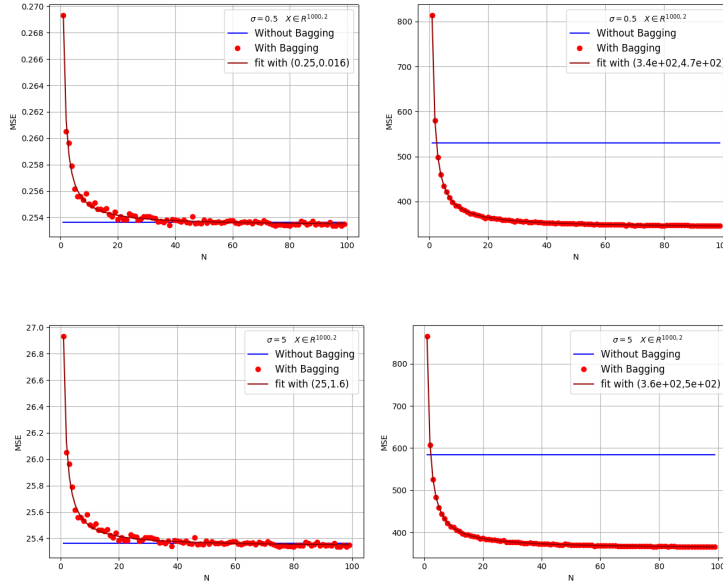 σ = 0.5   X ∈ R^{1000, 2}
Without Bagging
With Bagging
fit with (0.25,0.016)
0.270
0.268
0.266
0.264
0.262
0.260
0.258
0.256
0.254
MSE
0
20
40
60
80
100
N
σ = 0.5   X ∈ R^{1000, 2}
Without Bagging
With Bagging
fit with (3.4e+02,4.7e+02)
800
700
600
500
400
MSE
0
20
40
60
80
100
N
σ = 5   X ∈ R^{1000, 2}
Without Bagging
With Bagging
fit with (25,1.6)
27.0
26.8
26.6
26.4
26.2
26.0
25.8
25.6
25.4
MSE
0
20
40
60
80
100
N
σ = 5   X ∈ R^{1000, 2}
Without Bagging
With Bagging
fit with (3.6e+02,5e+02)
800
700
600
500
400
MSE
0
20
40
60
80
100
N